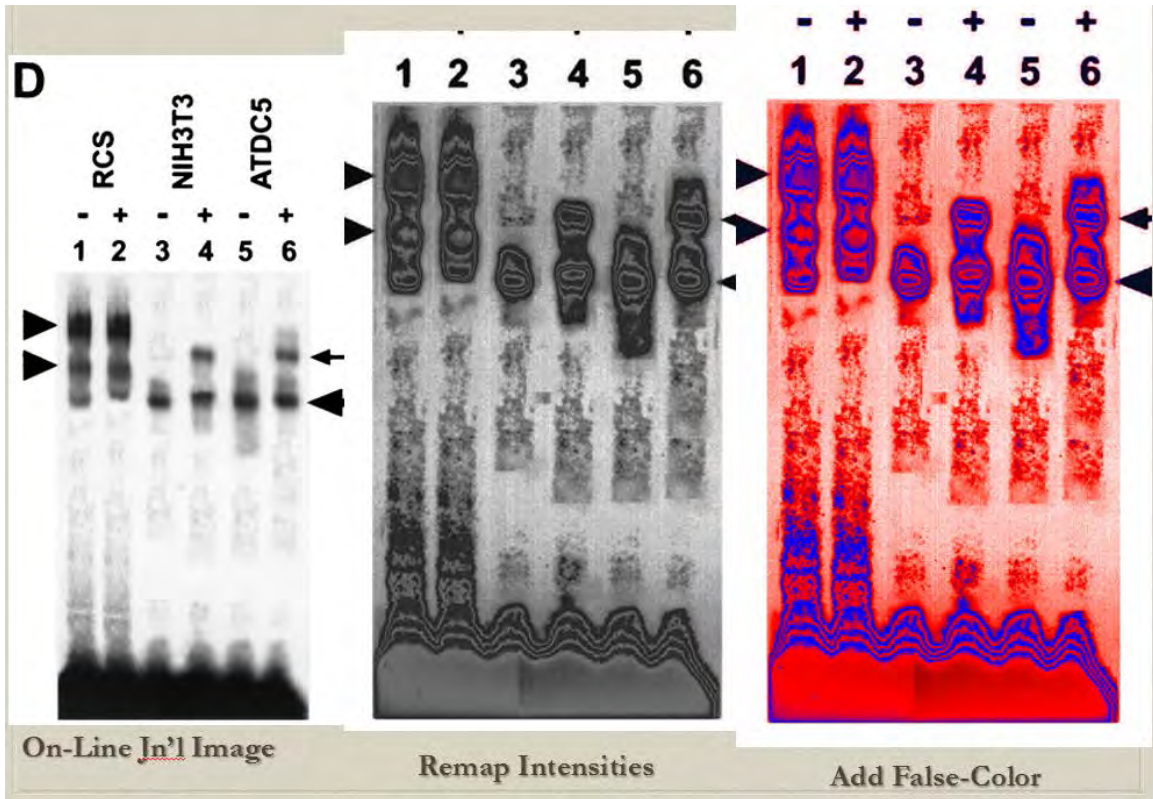 D
RCS NIH3T3 ATDC5
- + - + - +
1 2 3 4 5 6
1 2 3 4 5 6
- + - + - +
1 2 3 4 5 6
On-Line Jn'l Image
Remap Intensities
Add False-Color